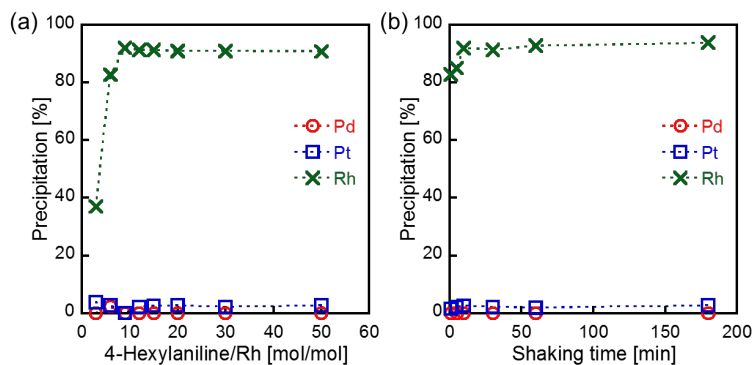 (a)
100
80
60
40
20
0
Precipitation [%]
Pd
Pt
Rh
0 10 20 30 40 50 60
4-Hexylaniline/Rh [mol/mol]
(b)
100
80
60
40
20
0
Precipitation [%]
Pd
Pt
Rh
0 50 100 150 200
Shaking time [min]